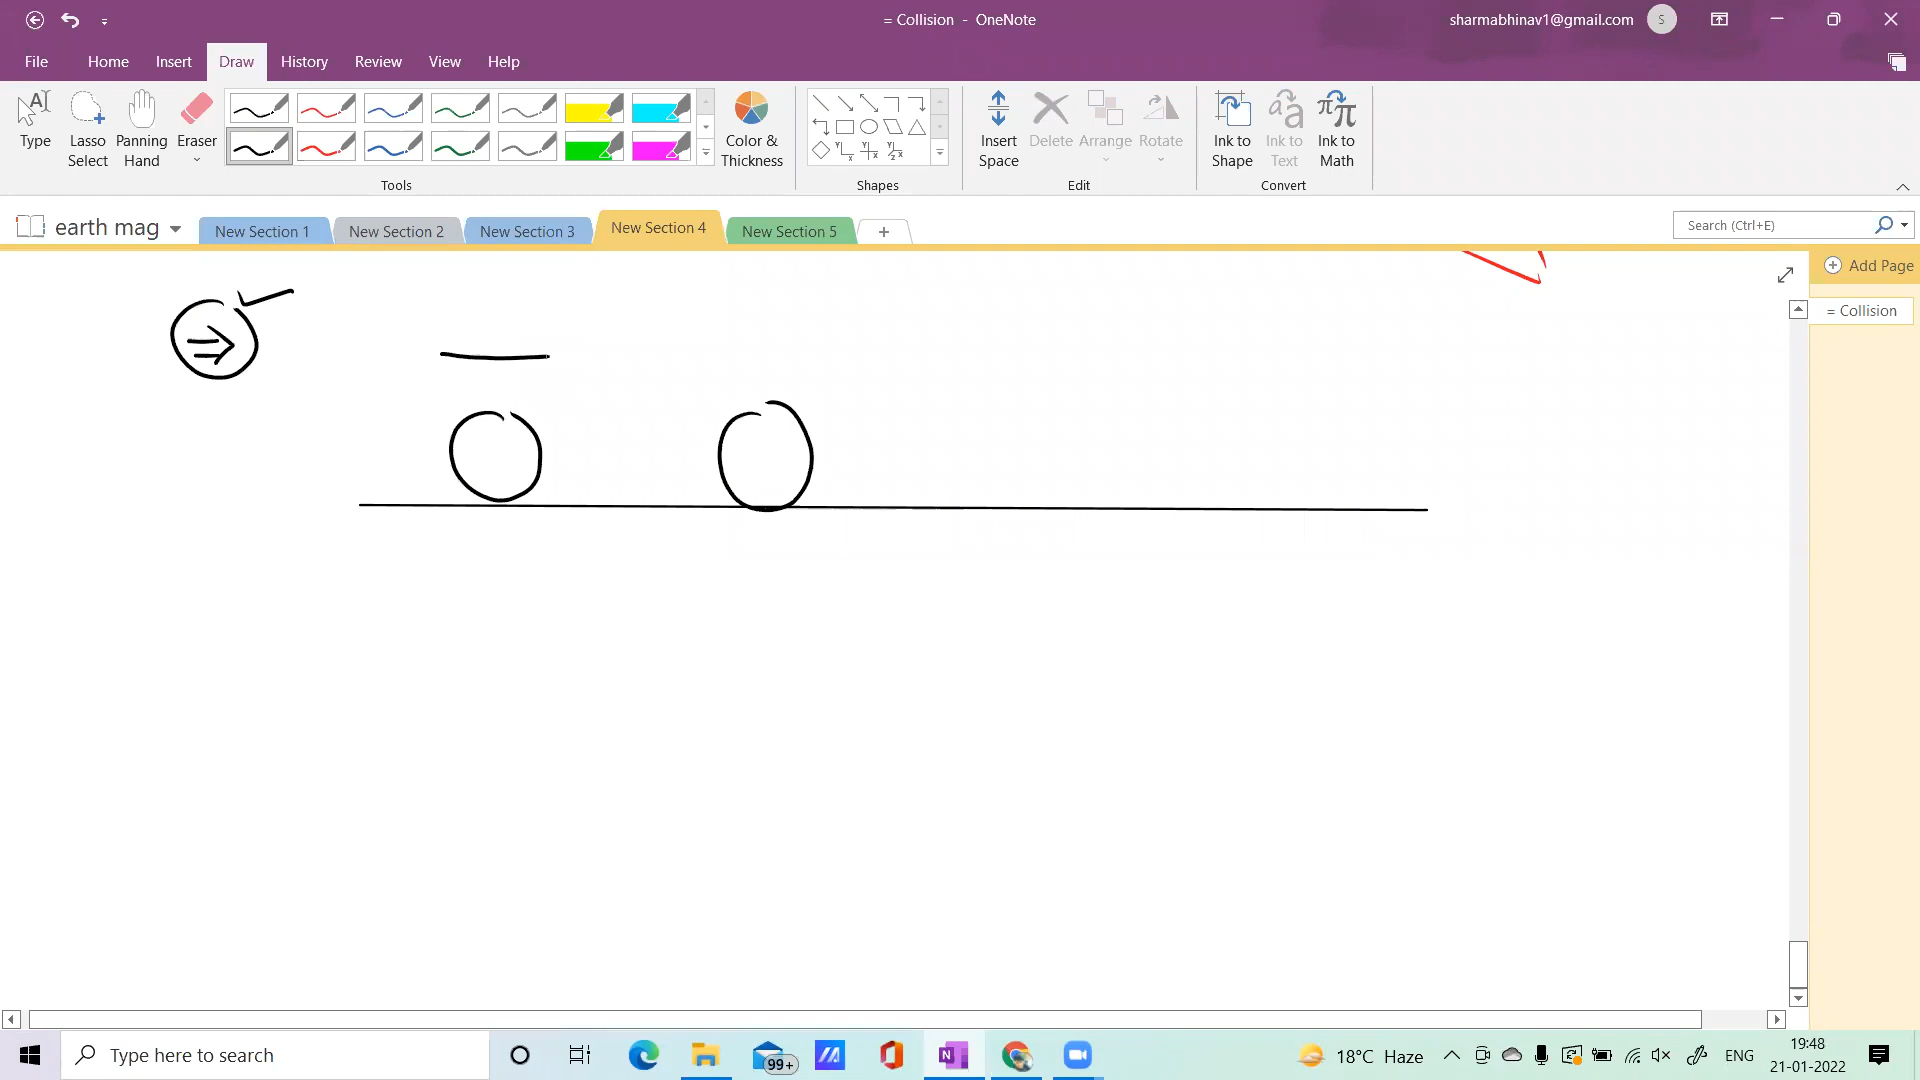 = Collision - OneNote
sharmabhinav1@gmail.com
S
File Home Insert Draw History Review View Help
Type
Lasso Select
Panning Hand
Eraser
Color & Thickness
Insert Space
Delete
Arrange
Rotate
Ink to Shape
Ink to Text
Ink to Math
Tools
Shapes
Edit
Convert
earth mag
New Section 1
New Section 2
New Section 3
New Section 4
New Section 5
+
Search (Ctrl+E)
Add Page
= Collision
⇒
Type here to search
99+
18°C Haze
ENG
19:48
21-01-2022